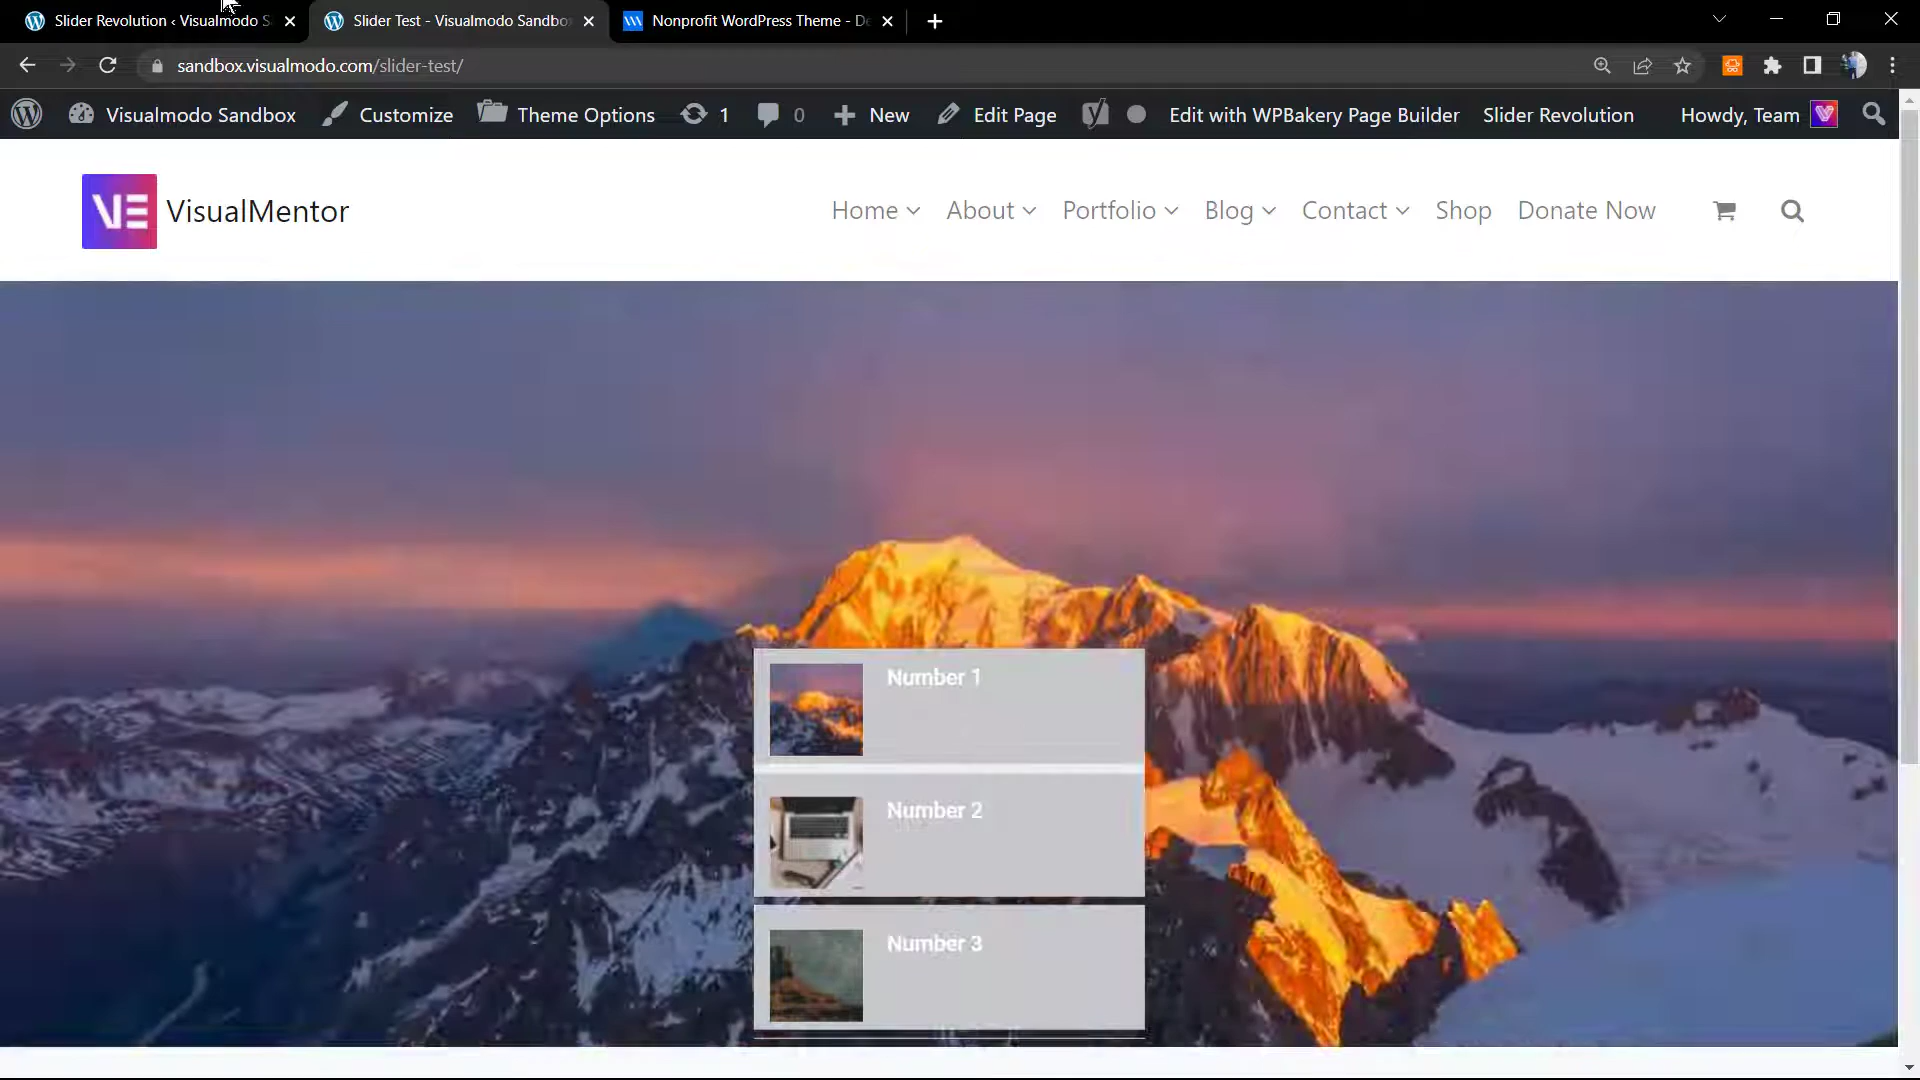 Slider Revolution ‹ Visualmodo S
Slider Test - Visualmodo Sandbo
Nonprofit WordPress Theme - De
sandbox.visualmodo.com/slider-test/
Visualmodo Sandbox
Customize
Theme Options
1
0
New
Edit Page
Edit with WPBakery Page Builder
Slider Revolution
Howdy, Team
VE VisualMentor
Home
About
Portfolio
Blog
Contact
Shop
Donate Now
Number 1
Number 2
Number 3